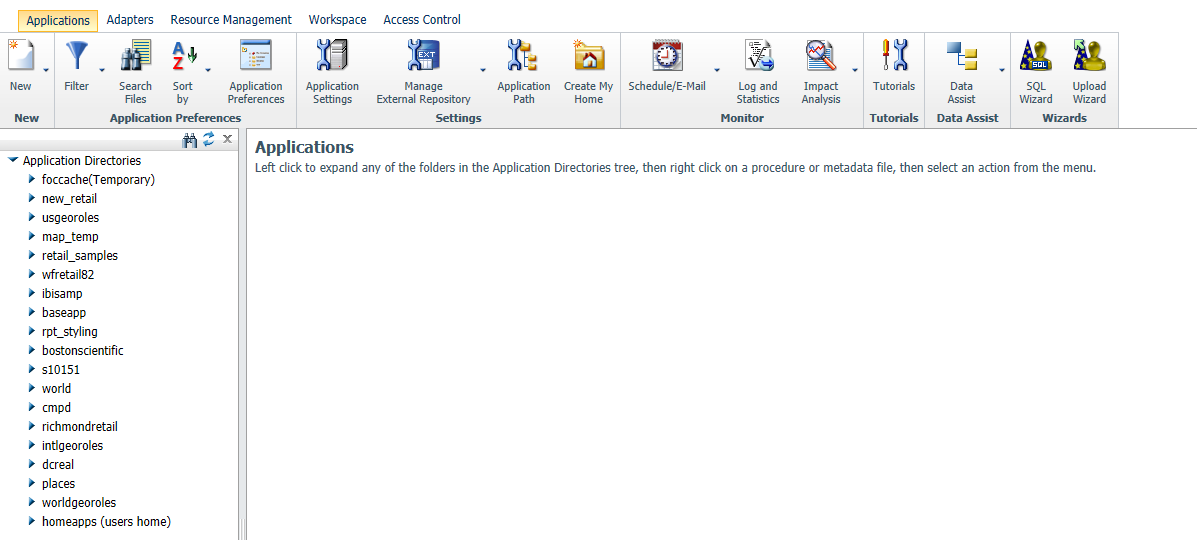 Applications Adapters Resource Management Workspace Access Control
New Filter Search Files Sort by Application Preferences Application Settings Manage External Repository EXT Application Path Create My Home Schedule/E-Mail Log and Statistics Impact Analysis Tutorials Data Assist SQL Wizard SQL Upload Wizard
A
Z
New Application Preferences Settings Monitor Tutorials Data Assist Wizards
Applications
Left click to expand any of the folders in the Application Directories tree, then right click on a procedure or metadata file, then select an action from the menu.
Application Directories
foccache(Temporary)
new_retail
usgeoroles
map_temp
retail_samples
wfretail82
ibisamp
baseapp
rpt_styling
bostonscientific
s10151
world
cmpd
richmondretail
intlgeoroles
dcreal
places
worldgeoroles
homeapps (users home)